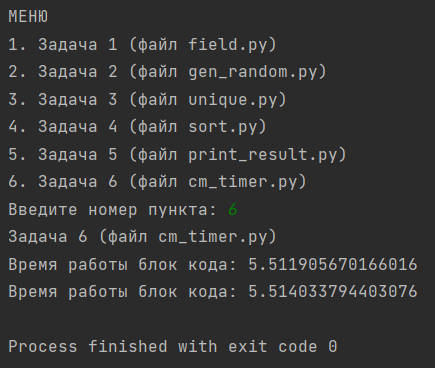 МЕНЮ
1. Задача 1 (файл field.py)
2. Задача 2 (файл gen_random.py)
3. Задача 3 (файл unique.py)
4. Задача 4 (файл sort.py)
5. Задача 5 (файл print_result.py)
6. Задача 6 (файл cm_timer.py)
Введите номер пункта: 6
Задача 6 (файл cm_timer.py)
Время работы блок кода: 5.511905670166016
Время работы блок кода: 5.514033794403076
Process finished with exit code 0